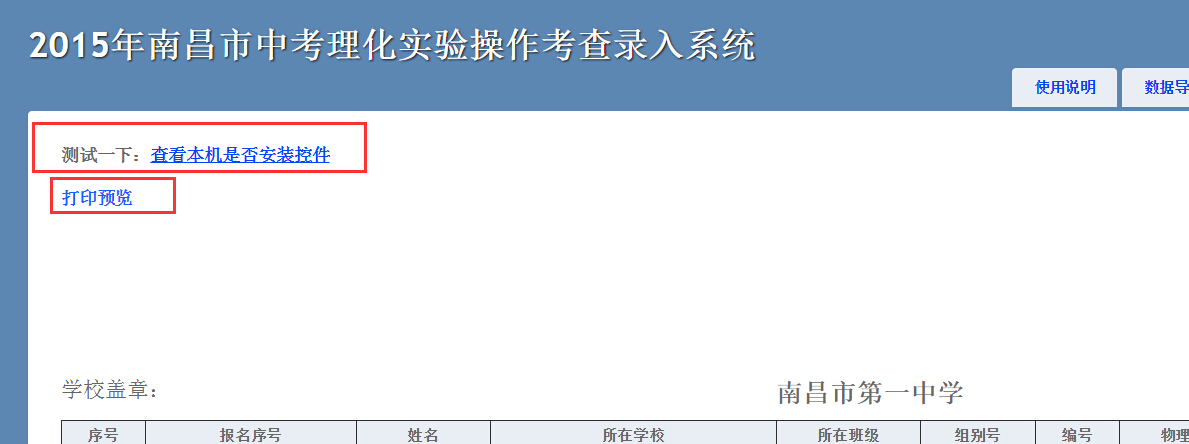 2015年南昌市中考理化实验操作考查录入系统
使用说明 数据导
测试一下：查看本机是否安装控件
打印预览
学校盖章： 南昌市第一中学
序号 报名序号 姓名 所在学校 所在班级 组别号 编号 物理